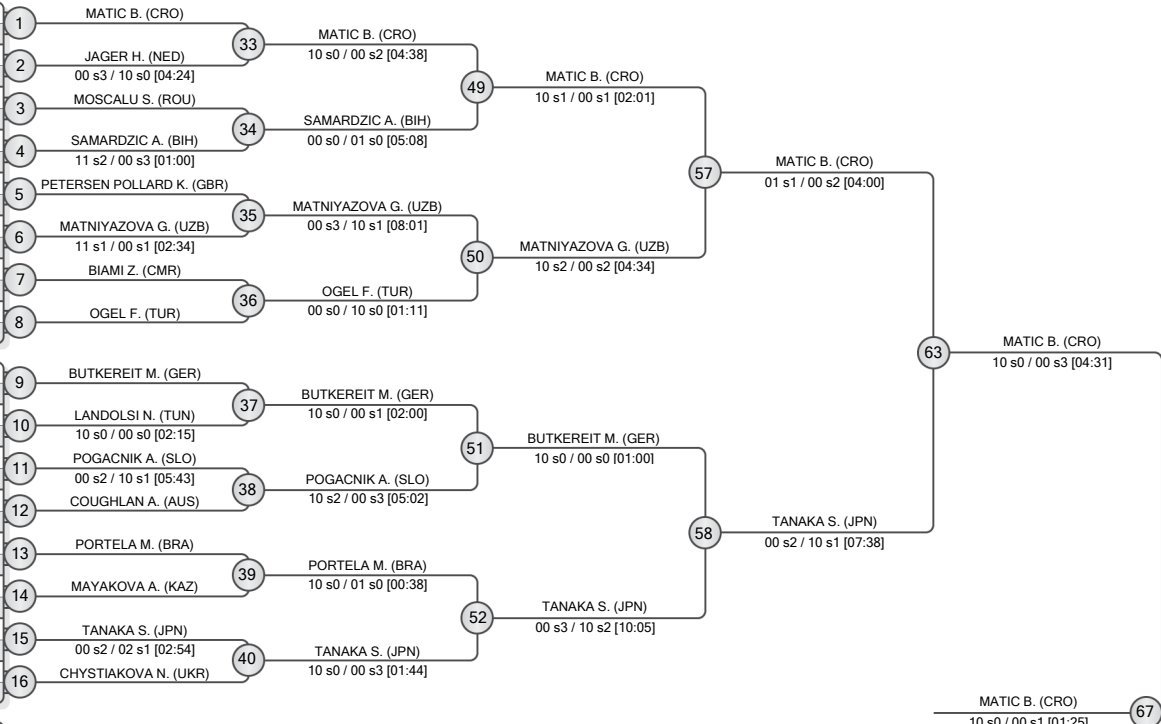 1
MATIC B. (CRO)
33
MATIC B. (CRO)
10 s0 / 00 s2 [04:38]
2
JAGER H. (NED)
00 s3 / 10 s0 [04:24]
49
MATIC B. (CRO)
10 s1 / 00 s1 [02:01]
3
MOSCALU S. (ROU)
34
SAMARDZIC A. (BIH)
00 s0 / 01 s0 [05:08]
4
SAMARDZIC A. (BIH)
11 s2 / 00 s3 [01:00]
57
MATIC B. (CRO)
01 s1 / 00 s2 [04:00]
5
PETERSEN POLLARD K. (GBR)
35
MATNIYAZOVA G. (UZB)
00 s3 / 10 s1 [08:01]
6
MATNIYAZOVA G. (UZB)
11 s1 / 00 s1 [02:34]
50
MATNIYAZOVA G. (UZB)
10 s2 / 00 s2 [04:34]
7
BIAMI Z. (CMR)
36
OGEL F. (TUR)
00 s0 / 10 s0 [01:11]
8
OGEL F. (TUR)
63
MATIC B. (CRO)
10 s0 / 00 s3 [04:31]
9
BUTKEREIT M. (GER)
37
BUTKEREIT M. (GER)
10 s0 / 00 s1 [02:00]
10
LANDOLSI N. (TUN)
10 s0 / 00 s0 [02:15]
51
BUTKEREIT M. (GER)
10 s0 / 00 s0 [01:00]
11
POGACNIK A. (SLO)
00 s2 / 10 s1 [05:43]
38
POGACNIK A. (SLO)
10 s2 / 00 s3 [05:02]
12
COUGHLAN A. (AUS)
58
TANAKA S. (JPN)
00 s2 / 10 s1 [07:38]
13
PORTELA M. (BRA)
39
PORTELA M. (BRA)
10 s0 / 01 s0 [00:38]
14
MAYAKOVA A. (KAZ)
52
TANAKA S. (JPN)
00 s3 / 10 s2 [10:05]
15
TANAKA S. (JPN)
00 s2 / 02 s1 [02:54]
40
TANAKA S. (JPN)
10 s0 / 00 s3 [01:44]
16
CHYSTIAKOVA N. (UKR)
MATIC B. (CRO)
67
10 s0 / 00 s1 [01:25]